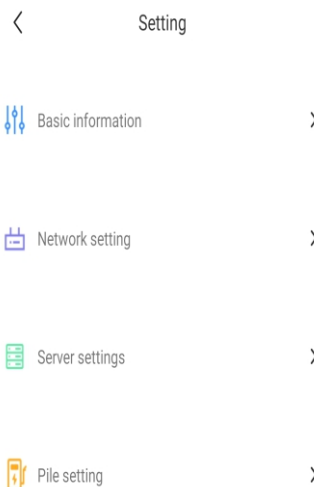 Setting
Basic information
Network setting
Server settings
Pile setting